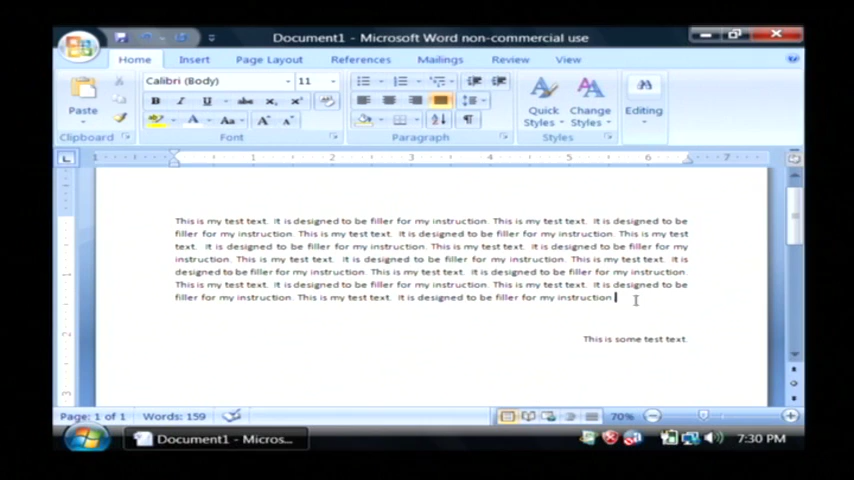 Document1 - Microsoft Word non-commercial use
Home Insert Page Layout References Mailings Review View
Calibri (Body) 11
Paste
Quick Styles
Change Styles
Editing
Clipboard Font Paragraph Styles
1 1 2 3 4 5 6 7
This is my test text. It is designed to be filler for my instruction. This is my test text. It is designed to be
filler for my instruction. This is my test text. It is designed to be filler for my instruction. This is my test
text. It is designed to be filler for my instruction. This is my test text. It is designed to be filler for my
instruction. This is my test text. It is designed to be filler for my instruction. This is my test text. It is
designed to be filler for my instruction. This is my test text. It is designed to be filler for my instruction.
This is my test text. It is designed to be filler for my instruction. This is my test text. It is designed to be
filler for my instruction. This is my test text. It is designed to be filler for my instruction.
This is some test text.
Page: 1 of 1 Words: 159 70%
Document1 - Micros... 7:30 PM